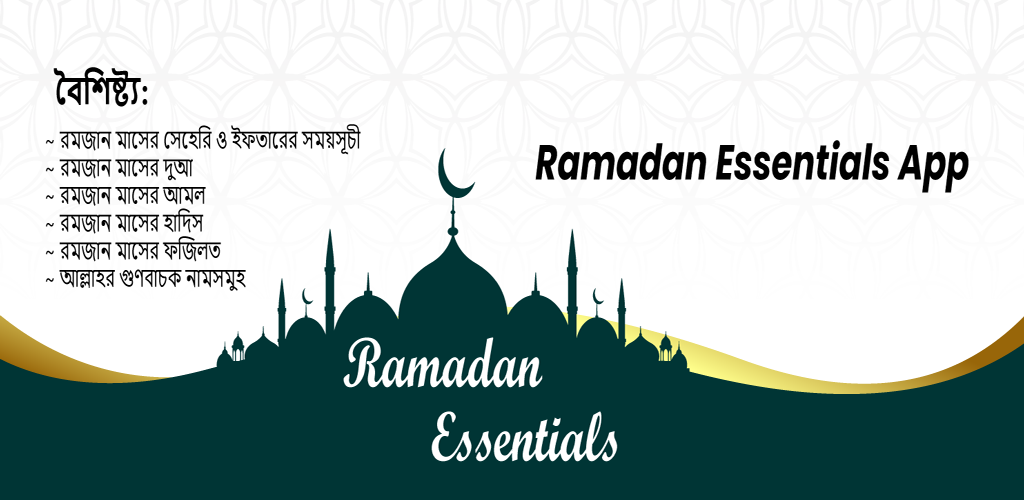 বৈশিষ্ট্য:
~ রমজান মাসের সেহেরি ও ইফতারের সময়সূচী
~ রমজান মাসের দুআ
~ রমজান মাসের আমল
~ রমজান মাসের হাদিস
~ রমজান মাসের ফজিলত
~ আল্লাহর গুণবাচক নামসমুহ
Ramadan Essentials App
Ramadan
Essentials